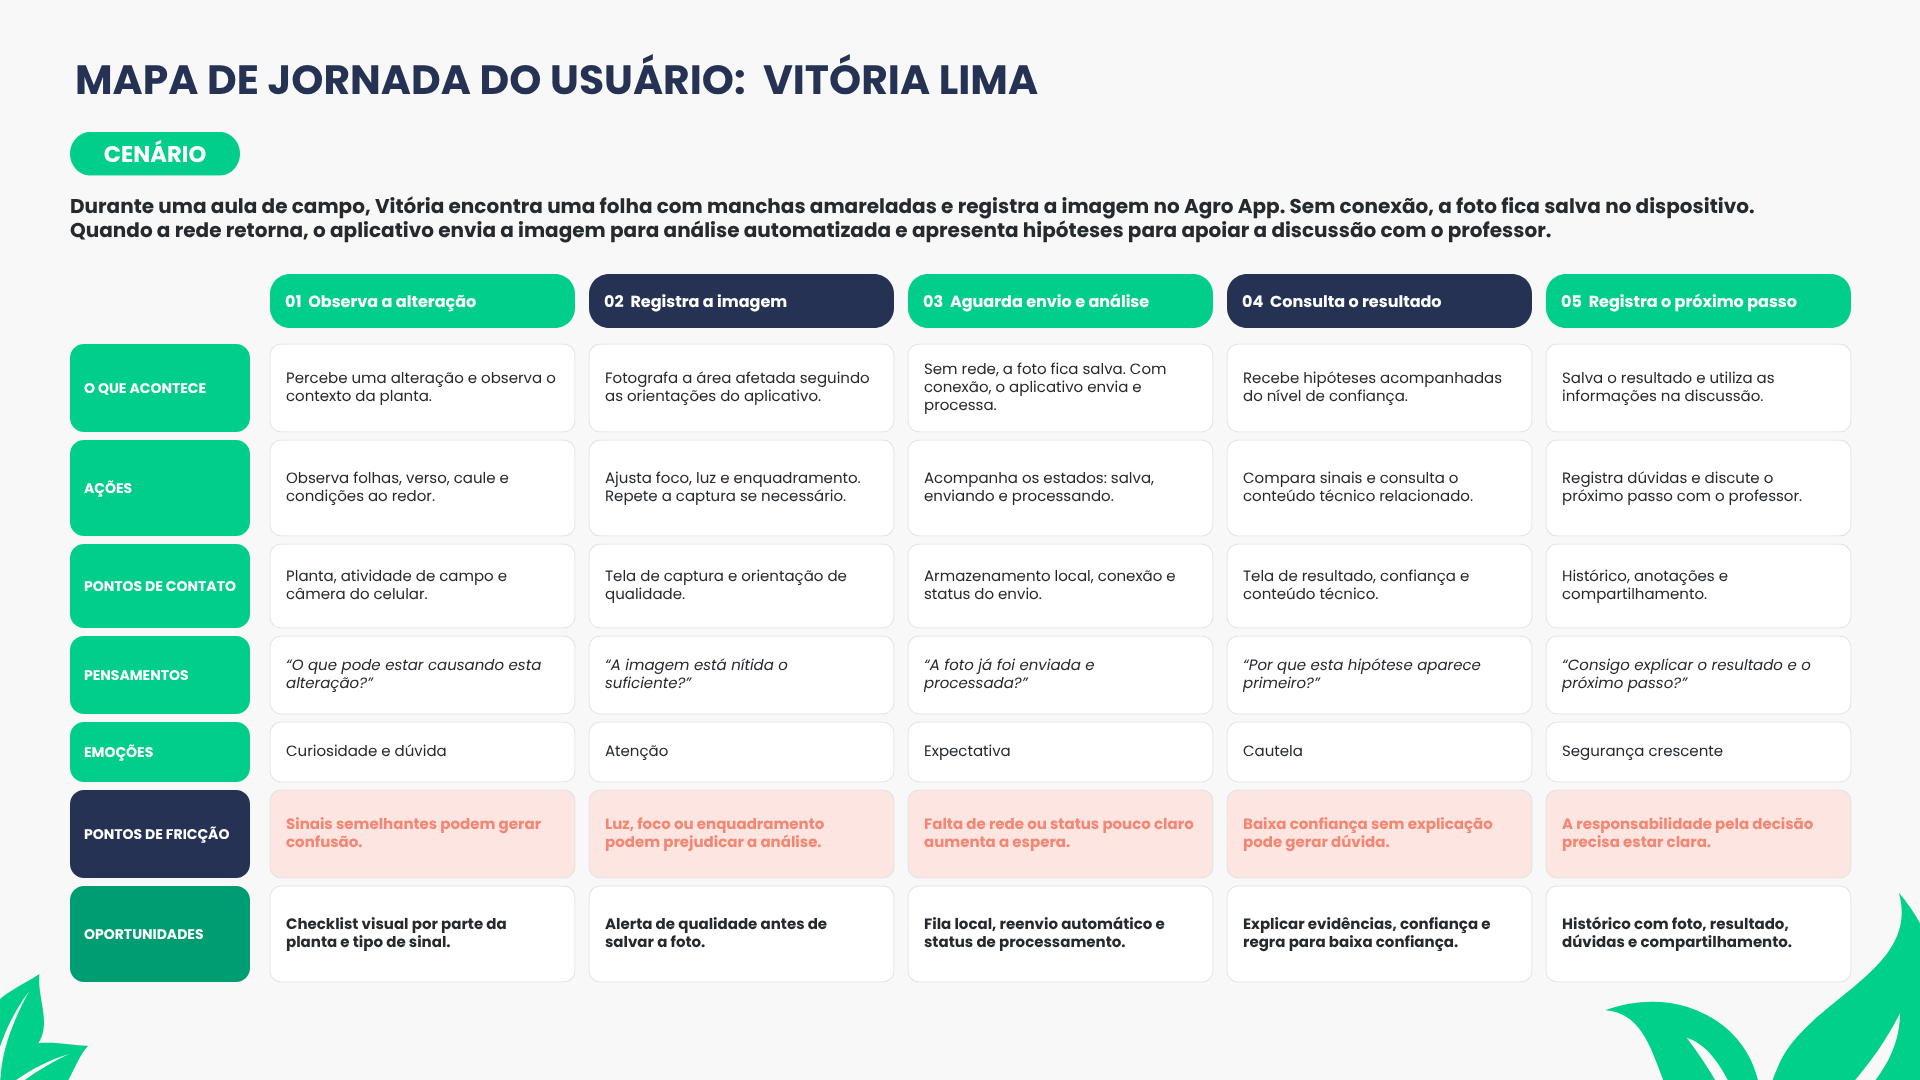 MAPA DE JORNADA DO USUÁRIO: VITÓRIA LIMA
CENÁRIO
Durante uma aula de campo, Vitória encontra uma folha com manchas amareladas e registra a imagem no Agro App. Sem conexão, a foto fica salva no dispositivo.
Quando a rede retorna, o aplicativo envia a imagem para análise automatizada e apresenta hipóteses para apoiar a discussão com o professor.
01 Observa a alteração
02 Registra a imagem
03 Aguarda envio e análise
04 Consulta o resultado
05 Registra o próximo passo
O QUE ACONTECE
Percebe uma alteração e observa o
contexto da planta.
Fotografa a área afetada seguindo
as orientações do aplicativo.
Sem rede, a foto fica salva. Com
conexão, o aplicativo envia e
processa.
Recebe hipóteses acompanhadas
do nível de confiança.
Salva o resultado e utiliza as
informações na discussão.
AÇÕES
Observa folhas, verso, caule e
condições ao redor.
Ajusta foco, luz e enquadramento.
Repete a captura se necessário.
Acompanha os estados: salva,
enviando e processando.
Compara sinais e consulta o
conteúdo técnico relacionado.
Registra dúvidas e discute o
próximo passo com o professor.
PONTOS DE CONTATO
Planta, atividade de campo e
câmera do celular.
Tela de captura e orientação de
qualidade.
Armazenamento local, conexão e
status do envio.
Tela de resultado, confiança e
conteúdo técnico.
Histórico, anotações e
compartilhamento.
PENSAMENTOS
“O que pode estar causando esta
alteração?”
“A imagem está nítida o
suficiente?”
“A foto já foi enviada e
processada?”
“Por que esta hipótese aparece
primeiro?”
“Consigo explicar o resultado e o
próximo passo?”
EMOÇÕES
Curiosidade e dúvida
Atenção
Expectativa
Cautela
Segurança crescente
PONTOS DE FRICÇÃO
Sinais semelhantes podem gerar
confusão.
Luz, foco ou enquadramento
podem prejudicar a análise.
Falta de rede ou status pouco claro
aumenta a espera.
Baixa confiança sem explicação
pode gerar dúvida.
A responsabilidade pela decisão
precisa estar clara.
OPORTUNIDADES
Checklist visual por parte da
planta e tipo de sinal.
Alerta de qualidade antes de
salvar a foto.
Fila local, reenvio automático e
status de processamento.
Explicar evidências, confiança e
regra para baixa confiança.
Histórico com foto, resultado,
dúvidas e compartilhamento.